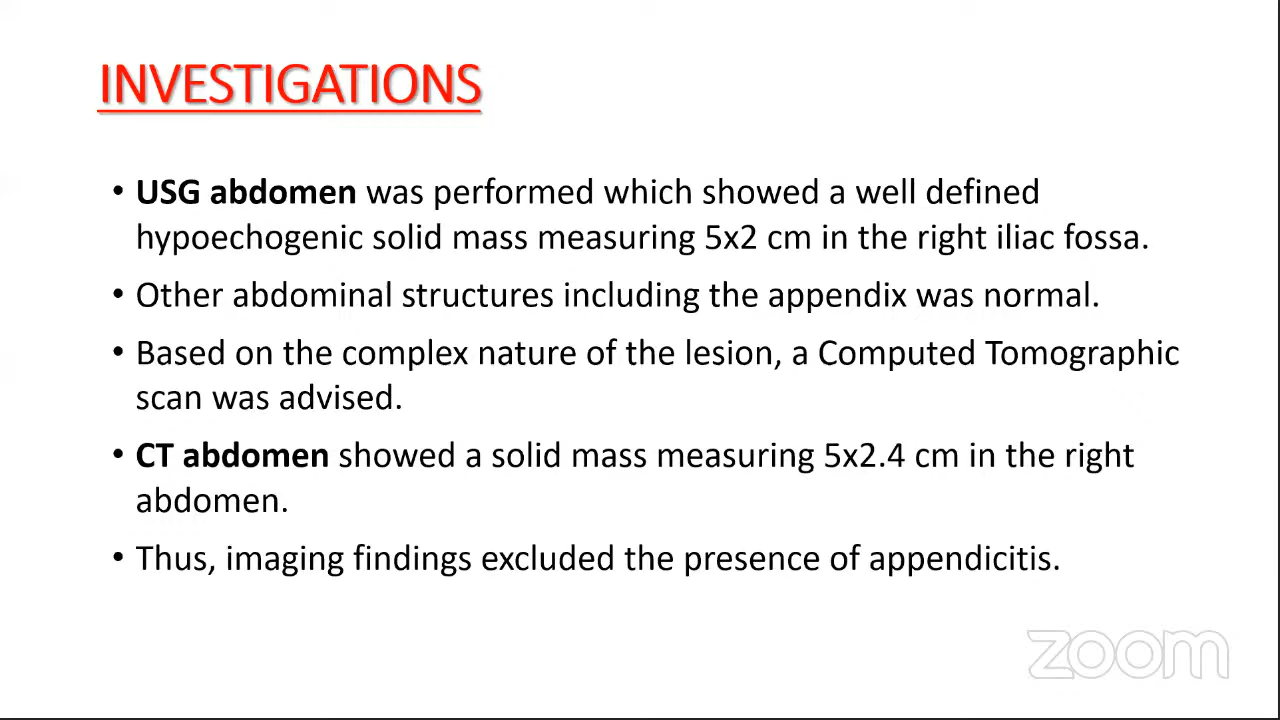 INVESTIGATIONS
• USG abdomen was performed which showed a well defined
hypoechogenic solid mass measuring 5x2 cm in the right iliac fossa.
• Other abdominal structures including the appendix was normal.
• Based on the complex nature of the lesion, a Computed Tomographic
scan was advised.
• CT abdomen showed a solid mass measuring 5x2.4 cm in the right
abdomen.
• Thus, imaging findings excluded the presence of appendicitis.
zoom